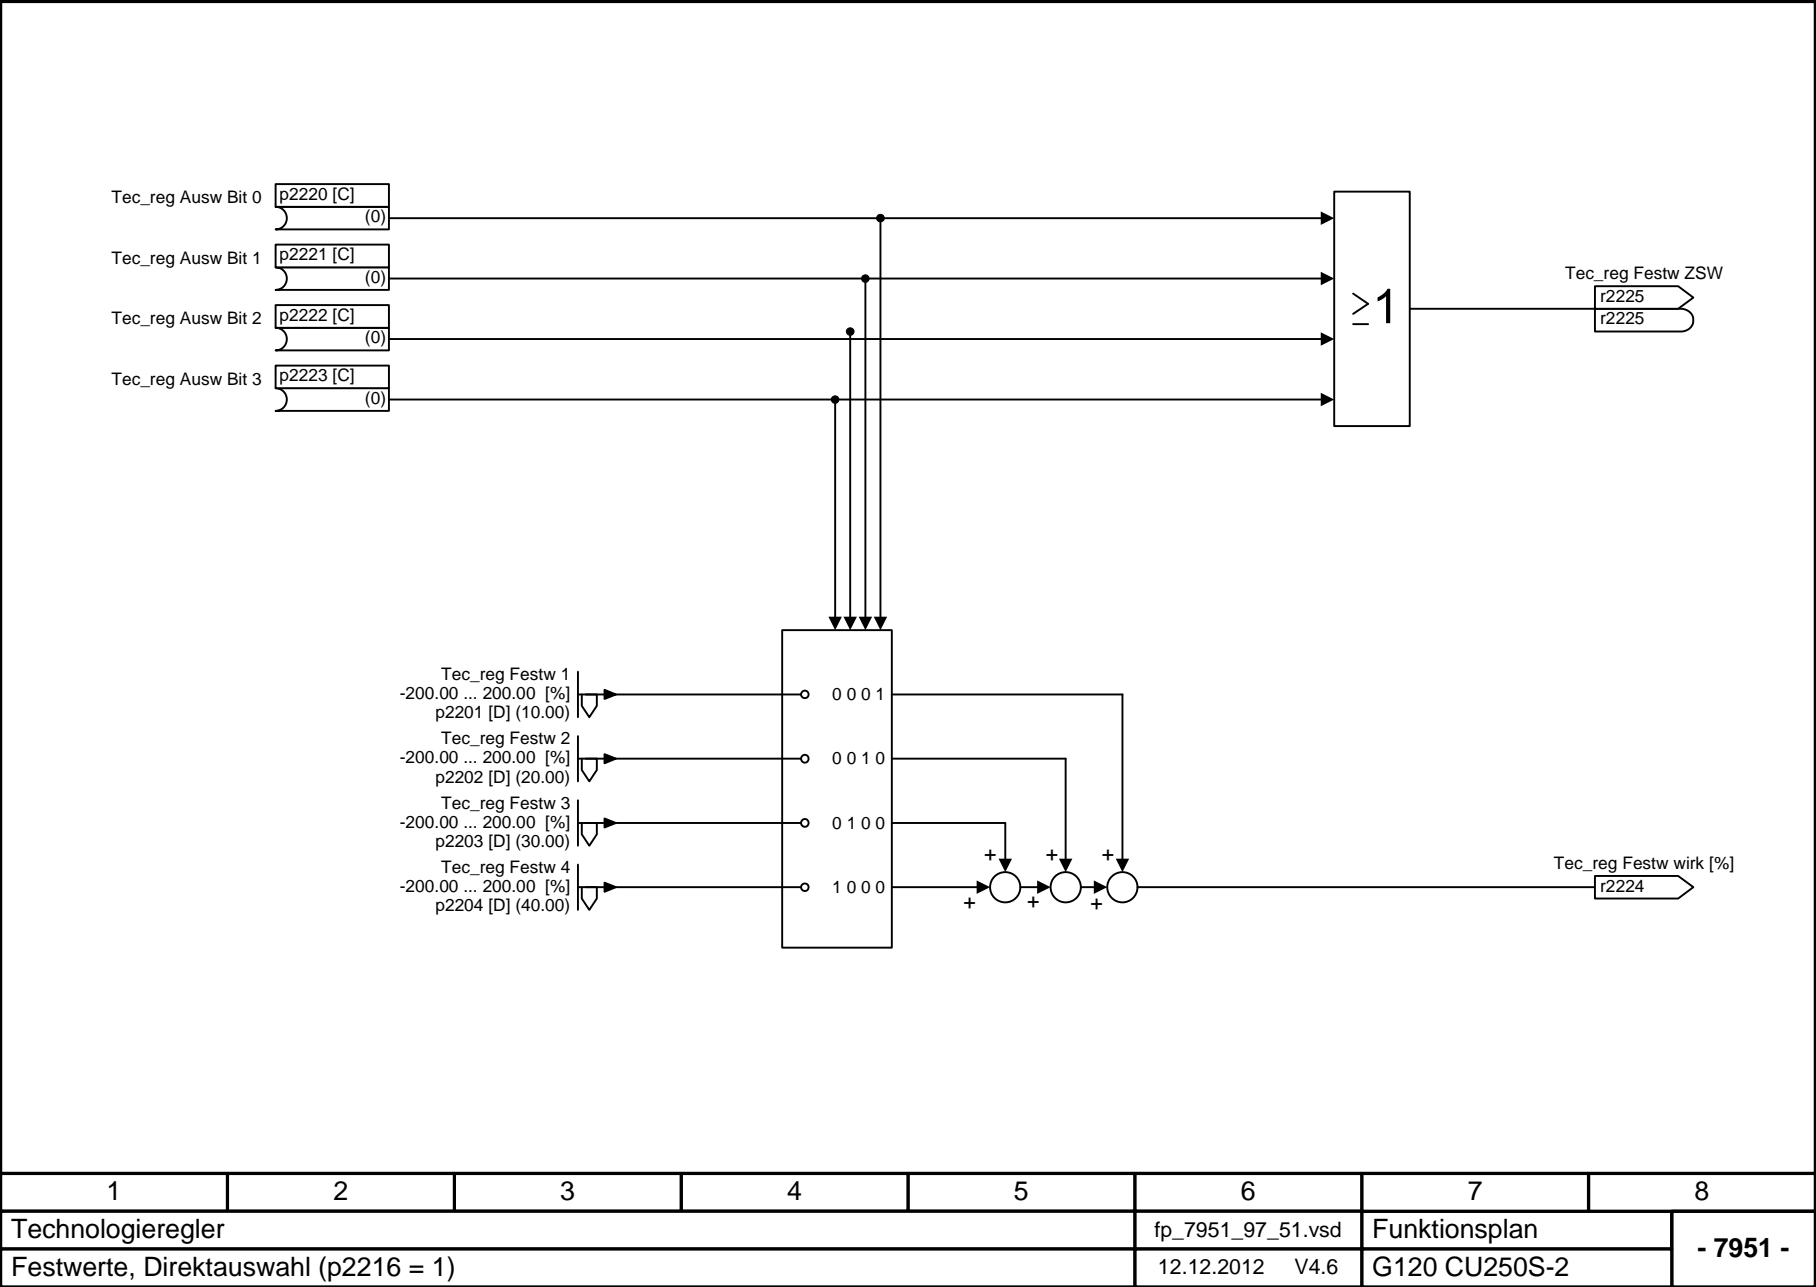 Tec_reg Ausw Bit 0
p2220 [C]
(0)
Tec_reg Ausw Bit 1
p2221 [C]
(0)
Tec_reg Ausw Bit 2
p2222 [C]
(0)
Tec_reg Ausw Bit 3
p2223 [C]
(0)
≥1
Tec_reg Festw ZSW
r2225
r2225
Tec_reg Festw 1
-200.00 ... 200.00 [%]
p2201 [D] (10.00)
0 0 0 1
Tec_reg Festw 2
-200.00 ... 200.00 [%]
p2202 [D] (20.00)
0 0 1 0
Tec_reg Festw 3
-200.00 ... 200.00 [%]
p2203 [D] (30.00)
0 1 0 0
Tec_reg Festw 4
-200.00 ... 200.00 [%]
p2204 [D] (40.00)
1 0 0 0
+ + +
+ + +
Tec_reg Festw wirk [%]
r2224
1 2 3 4 5 6 7 8
Technologieregler
fp_7951_97_51.vsd
Funktionsplan
- 7951 -
Festwerte, Direktauswahl (p2216 = 1)
12.12.2012 V4.6
G120 CU250S-2